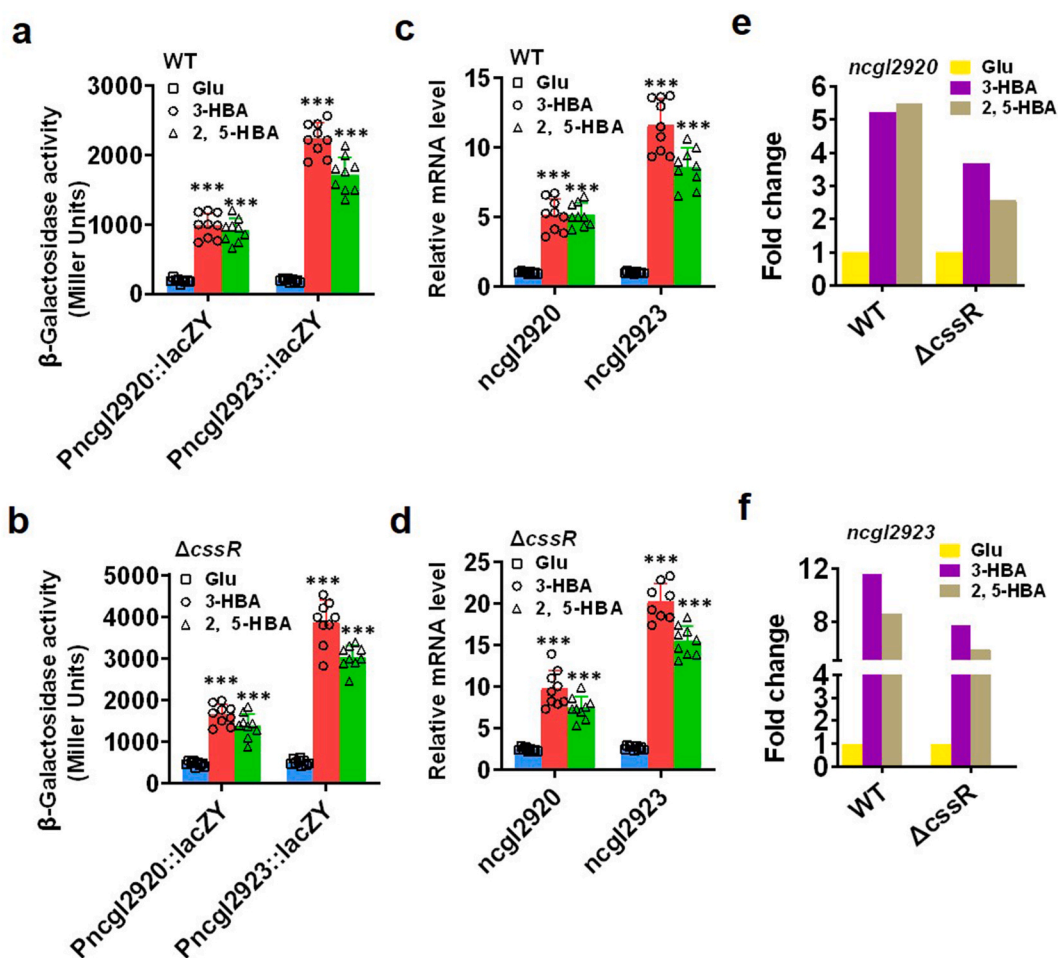 a
WT
Glu
3-HBA
2, 5-HBA
β-Galactosidase activity
(Miller Units)
3000
2000
1000
0
***
***
***
***
Pncgl2920::lacZY
Pncgl2923::lacZY
c
WT
Glu
3-HBA
2, 5-HBA
Relative mRNA level
15
10
5
0
***
***
***
***
ncgl2920
ncgl2923
e
ncgl2920
Glu
3-HBA
2, 5-HBA
Fold change
6
5
4
3
2
1
0
WT
ΔcssR
b
ΔcssR
Glu
3-HBA
2, 5-HBA
β-Galactosidase activity
(Miller Units)
5000
4000
3000
2000
1000
0
***
***
***
***
Pncgl2920::lacZY
Pncgl2923::lacZY
d
ΔcssR
Glu
3-HBA
2, 5-HBA
Relative mRNA level
25
20
15
10
5
0
***
***
***
***
ncgl2920
ncgl2923
f
ncgl2923
Glu
3-HBA
2, 5-HBA
Fold change
12
8
4
3
2
1
0
WT
ΔcssR